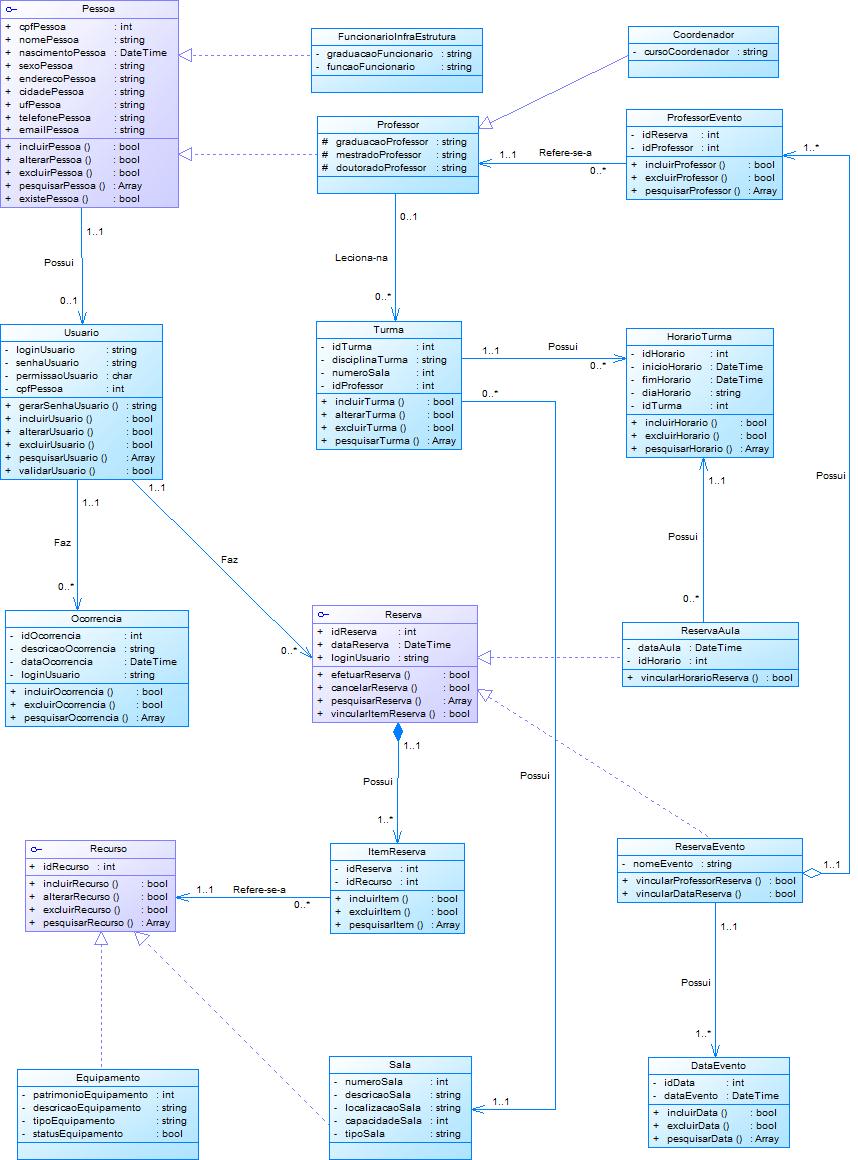 Pessoa
+ cpfPessoa : int
+ nomePessoa : string
+ nascimentoPessoa : DateTime
+ sexoPessoa : string
+ enderecoPessoa : string
+ cidadePessoa : string
+ ufPessoa : string
+ telefonePessoa : string
+ emailPessoa : string
+ incluirPessoa () : bool
+ alterarPessoa () : bool
+ excluirPessoa () : bool
+ pesquisarPessoa () : Array
+ existePessoa () : bool
FuncionarioInfraEstrutura
- graduacaoFuncionario : string
- funcaoFuncionario : string
Coordenador
- cursoCoordenador : string
Professor
# graduacaoProfessor : string
# mestradoProfessor : string
# doutoradoProfessor : string
1..1
Refere-se-a
0..*
ProfessorEvento
- idReserva : int
- idProfessor : int
+ incluirProfessor () : bool
+ excluirProfessor () : bool
+ pesquisarProfessor () : Array
1..*
1..1
Possui
0..1
0..1
Leciona-na
0..*
Usuario
- loginUsuario : string
- senhaUsuario : string
- permissaoUsuario : char
- cpfPessoa : int
+ gerarSenhaUsuario () : string
+ incluirUsuario () : bool
+ alterarUsuario () : bool
+ excluirUsuario () : bool
+ pesquisarUsuario () : Array
+ validarUsuario () : bool
Turma
- idTurma : int
- disciplinaTurma : string
- numeroSala : int
- idProfessor : int
+ incluirTurma () : bool
+ alterarTurma () : bool
+ excluirTurma () : bool
+ pesquisarTurma () : Array
1..1
Possui
0..*
0..*
HorarioTurma
- idHorario : int
- inicioHorario : DateTime
- fimHorario : DateTime
- diaHorario : string
- idTurma : int
+ incluirHorario () : bool
+ excluirHorario () : bool
+ pesquisarHorario () : Array
Possui
1..1
Faz
0..*
1..1
Faz
0..*
1..1
Possui
0..*
Ocorrencia
- idOcorrencia : int
- descricaoOcorrencia : string
- dataOcorrencia : DateTime
- loginUsuario : string
+ incluirOcorrencia () : bool
+ excluirOcorrencia () : bool
+ pesquisarOcorrencia () : Array
Reserva
+ idReserva : int
+ dataReserva : DateTime
+ loginUsuario : string
+ efetuarReserva () : bool
+ cancelarReserva () : bool
+ pesquisarReserva () : Array
+ vincularItemReserva () : bool
ReservaAula
- dataAula : DateTime
- idHorario : int
+ vincularHorarioReserva () : bool
1..1
Possui
1..*
Possui
Recurso
+ idRecurso : int
+ incluirRecurso () : bool
+ alterarRecurso () : bool
+ excluirRecurso () : bool
+ pesquisarRecurso () : Array
1..1
Refere-se-a
0..*
ItemReserva
- idReserva : int
- idRecurso : int
+ incluirItem () : bool
+ excluirItem () : bool
+ pesquisarItem () : Array
ReservaEvento
- nomeEvento : string
+ vincularProfessorReserva () : bool
+ vincularDataReserva () : bool
1..1
1..1
Possui
1..*
Equipamento
- patrimonioEquipamento : int
- descricaoEquipamento : string
- tipoEquipamento : string
- statusEquipamento : bool
Sala
- numeroSala : int
- descricaoSala : string
- localizacaoSala : string
- capacidadeSala : int
- tipoSala : string
1..1
DataEvento
- idData : int
- dataEvento : DateTime
+ incluirData () : bool
+ excluirData () : bool
+ pesquisarData () : Array